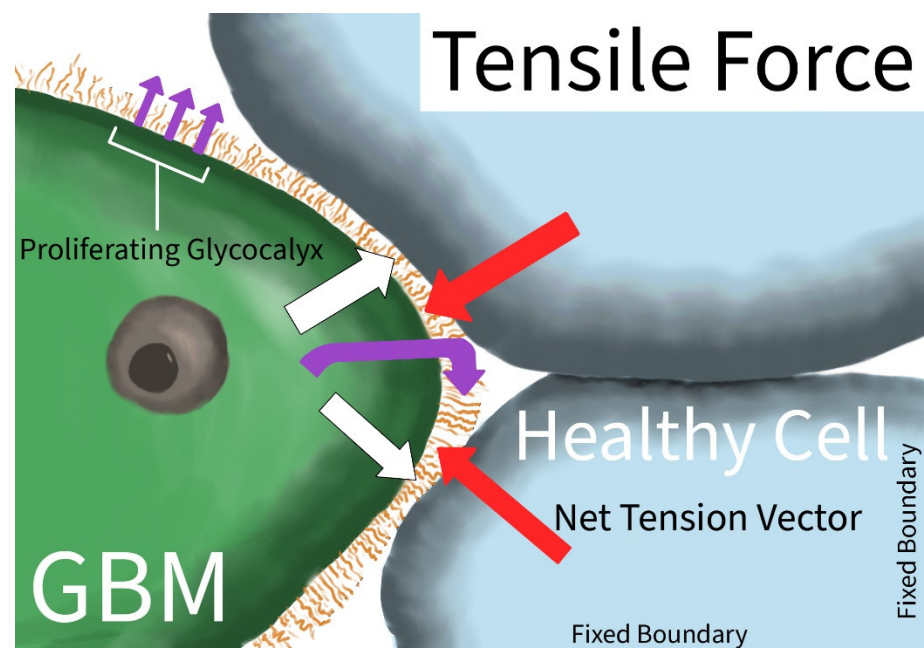 Tensile Force
Proliferating Glycocalyx
Healthy Cell
Net Tension Vector
Fixed Boundary
GBM
Fixed Boundary